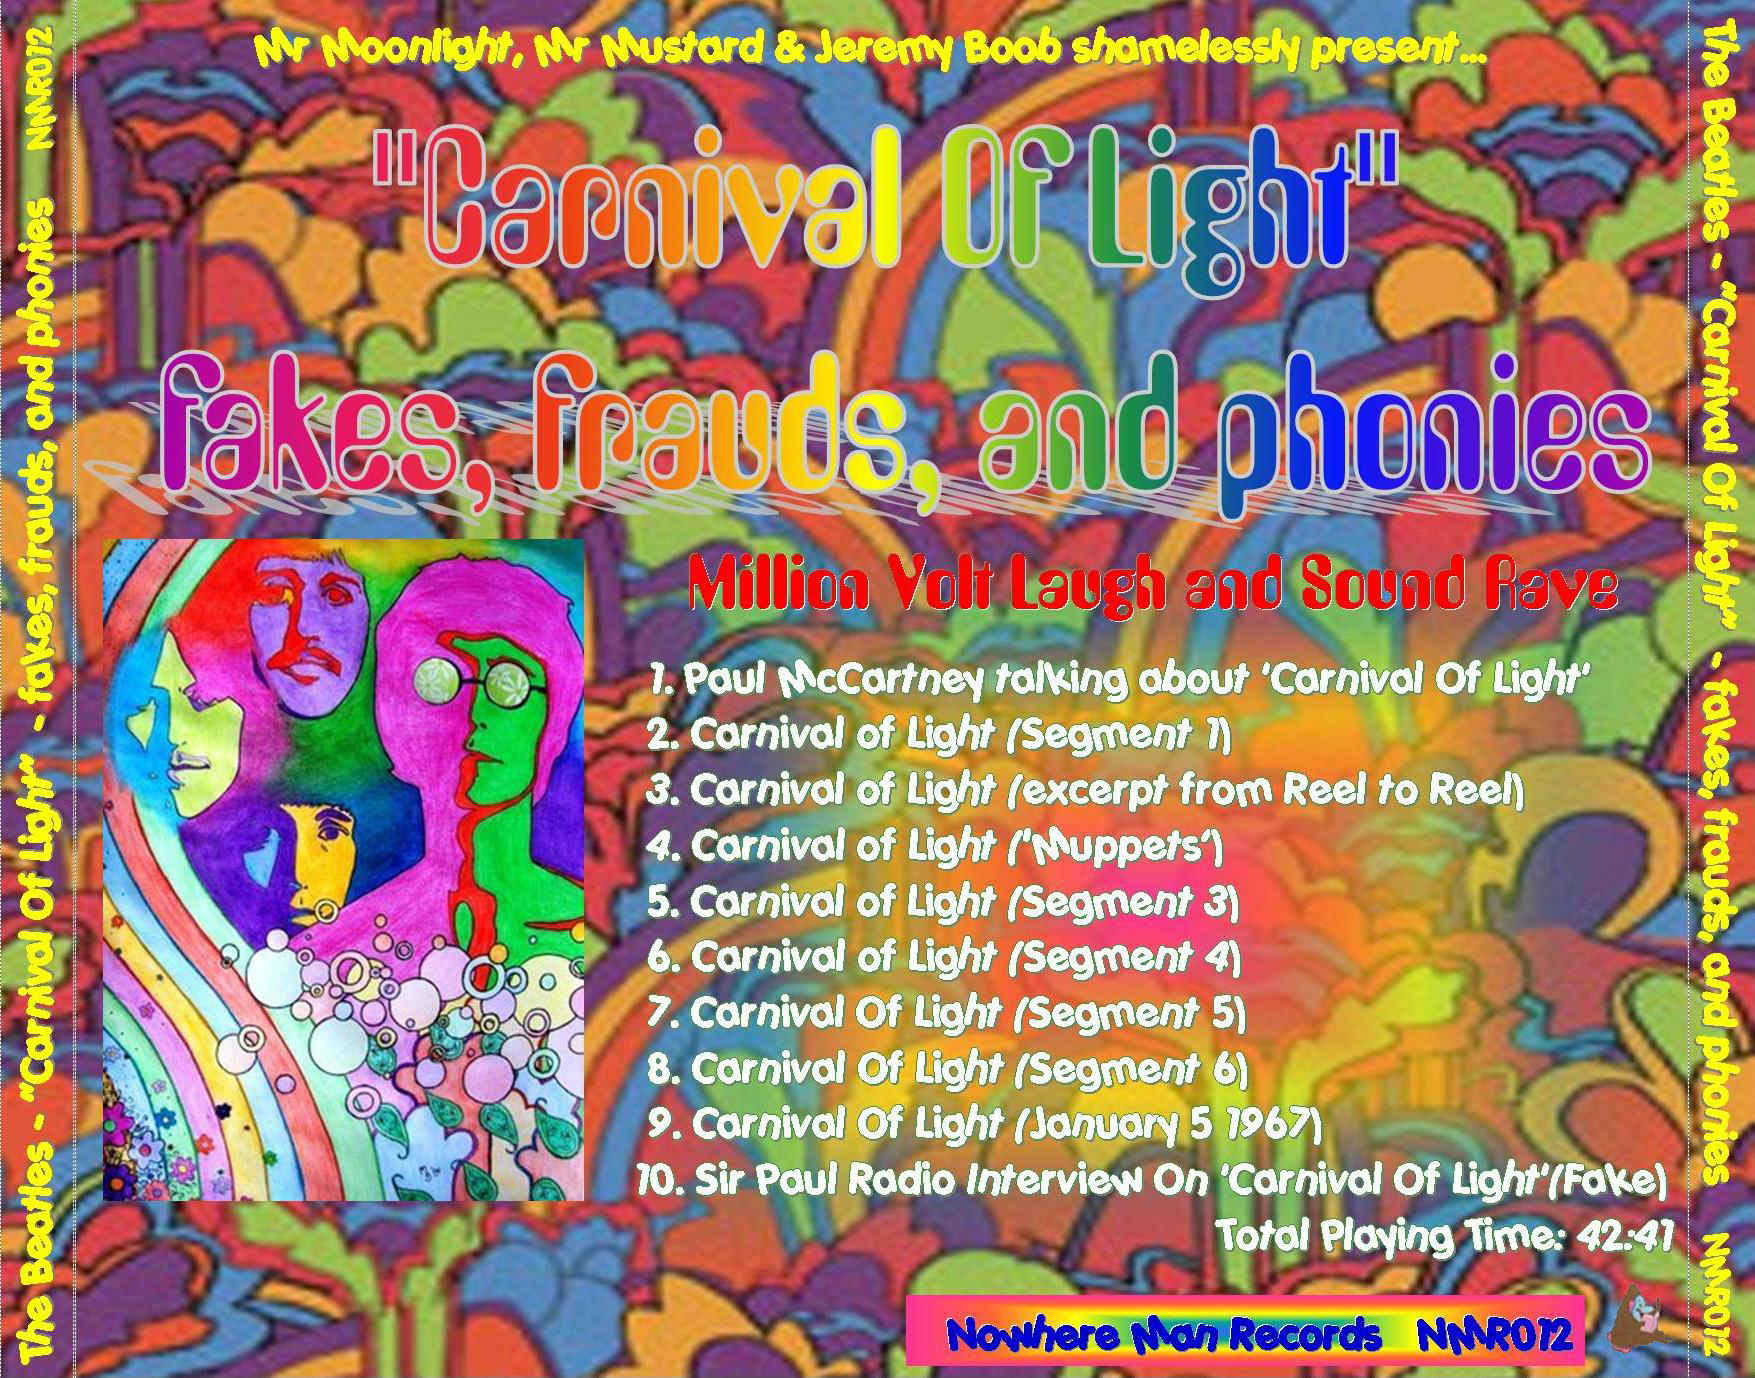 Mr Moonlight, Mr Mustard & Jeremy Boob shamelessly present...
"Carnival Of Light"
fakes, frauds, and phonies
Million Volt Laugh and Sound Rave
1. Paul McCartney talking about 'Carnival Of Light'
2. Carnival of Light (Segment 1)
3. Carnival of Light (excerpt from Reel to Reel)
4. Carnival of Light ('Muppets')
5. Carnival of Light (Segment 3)
6. Carnival of Light (Segment 4)
7. Carnival Of Light (Segment 5)
8. Carnival Of Light (Segment 6)
9. Carnival Of Light (January 5 1967)
10. Sir Paul Radio Interview On 'Carnival Of Light'(Fake)
Total Playing Time: 42:41
Nowhere Man Records NMR012
The Beatles - "Carnival Of Light" - fakes, frauds, and phonies NMR012
The Beatles - "Carnival Of Light" - fakes, frauds, and phonies NMR012